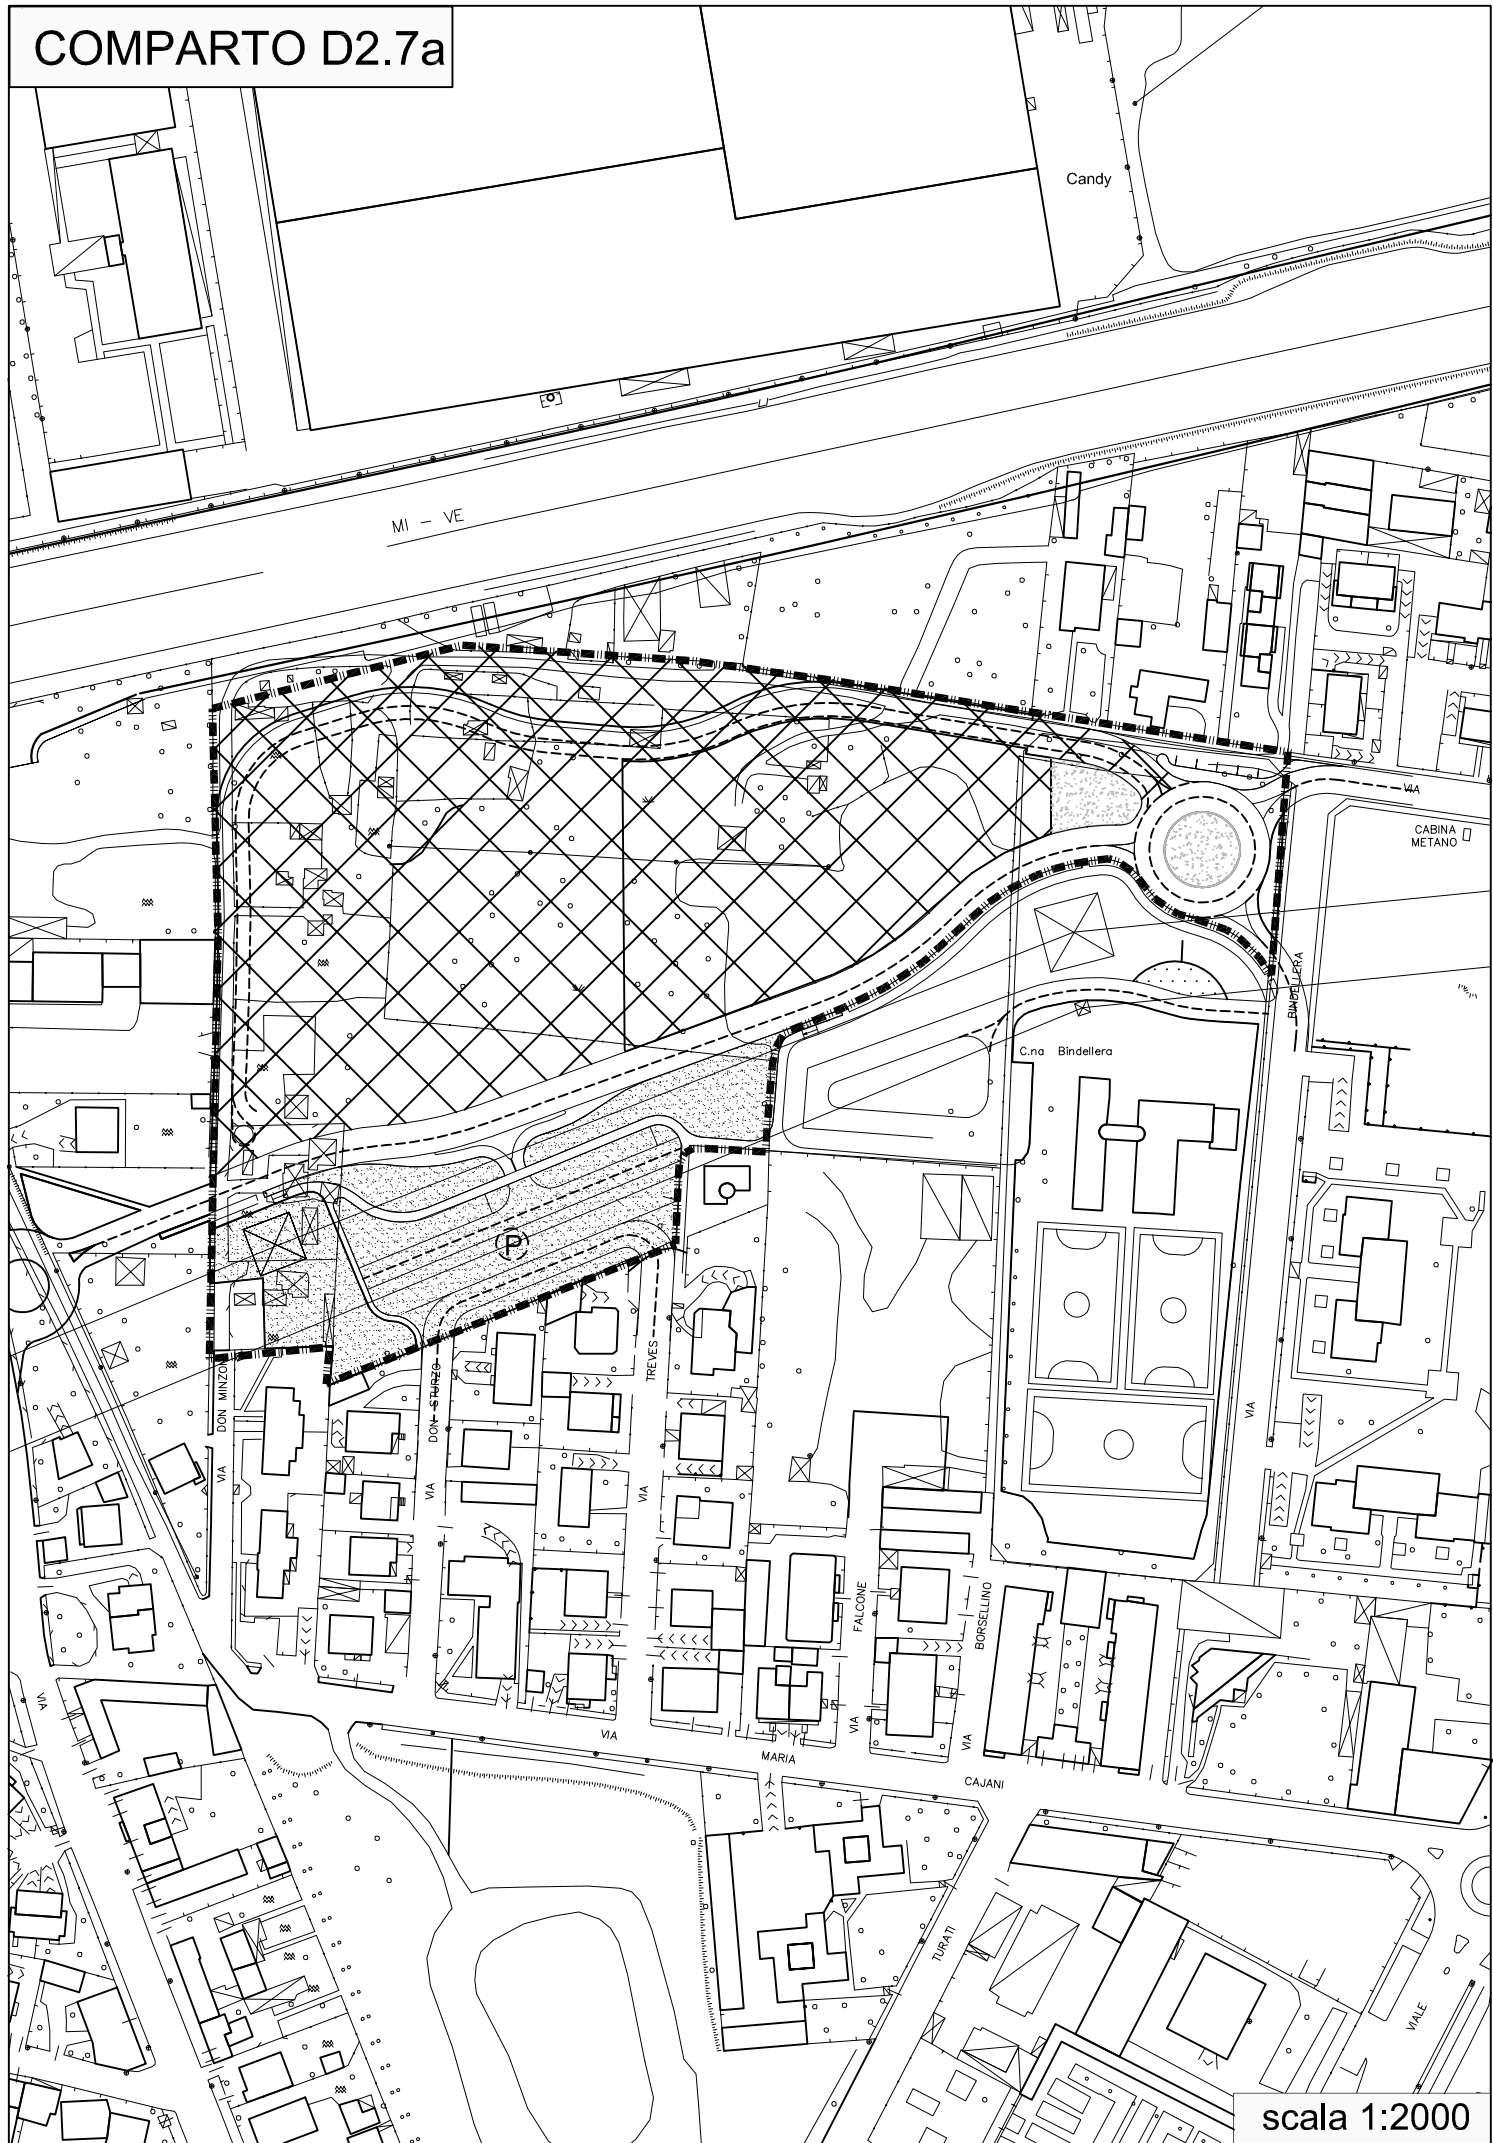 COMPARTO D2.7a
Candy
MI - VE
VIA
CABINA
METANO
BINDELLERA
C.na Bindellera
P
DON MINZONI
VIA
DON STURZO
VIA
TREVES
VIA
VIA
FALCONE
VIA
BORSELLINO
VIA
VIA
VIA
MARIA
CAJANI
TURATI
VIALE
scala 1:2000